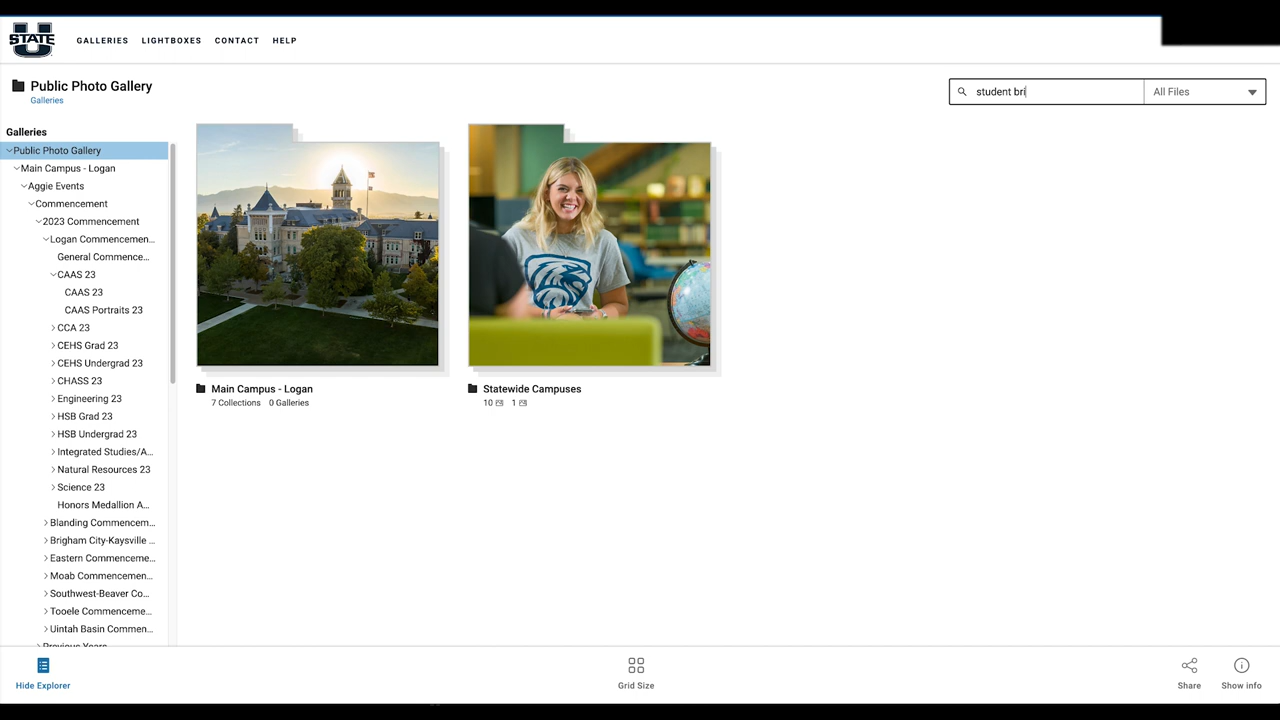 STATE
GALLERIES
LIGHTBOXES
CONTACT
HELP
Public Photo Gallery
Galleries
student bri
All Files
Galleries
Public Photo Gallery
Main Campus - Logan
Aggie Events
Commencement
2023 Commencement
Logan Commencemen...
General Commence...
CAAS 23
CAAS 23
CAAS Portraits 23
CCA 23
CEHS Grad 23
CEHS Undergrad 23
CHASS 23
Engineering 23
HSB Grad 23
HSB Undergrad 23
Integrated Studies/A...
Natural Resources 23
Science 23
Honors Medallion A...
Blanding Commencem...
Brigham City-Kaysville ...
Eastern Commenceme...
Moab Commencemen...
Southwest-Beaver Co...
Tooele Commenceme...
Uintah Basin Commen...
Previous Years
Main Campus - Logan
7 Collections 0 Galleries
Statewide Campuses
10 1
Hide Explorer
Grid Size
Share
Show info